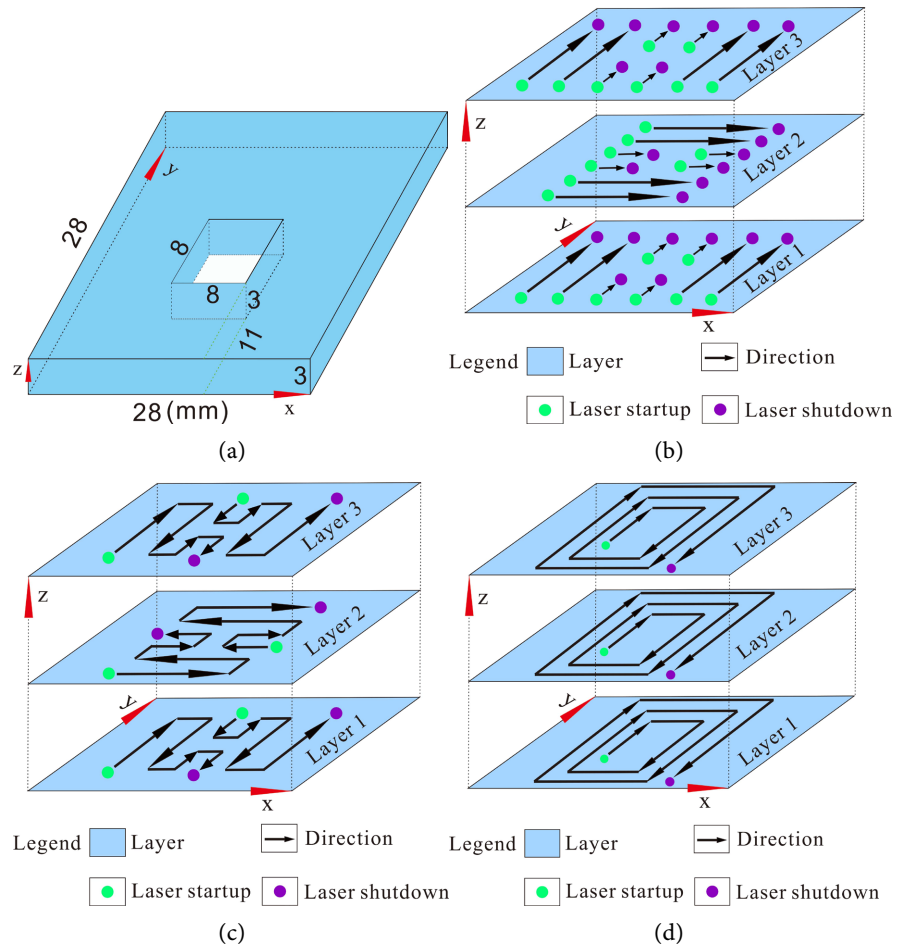 y
28
8
8
3
11
z
3
28 (mm)
x
(a)
Layer 3
z
Layer 2
y
Layer 1
x
Legend
Layer
Direction
Laser startup
Laser shutdown
(b)
Layer 3
z
Layer 2
y
Layer 1
x
Legend
Layer
Direction
Laser startup
Laser shutdown
(c)
Layer 3
z
Layer 2
y
Layer 1
x
Legend
Layer
Direction
Laser startup
Laser shutdown
(d)